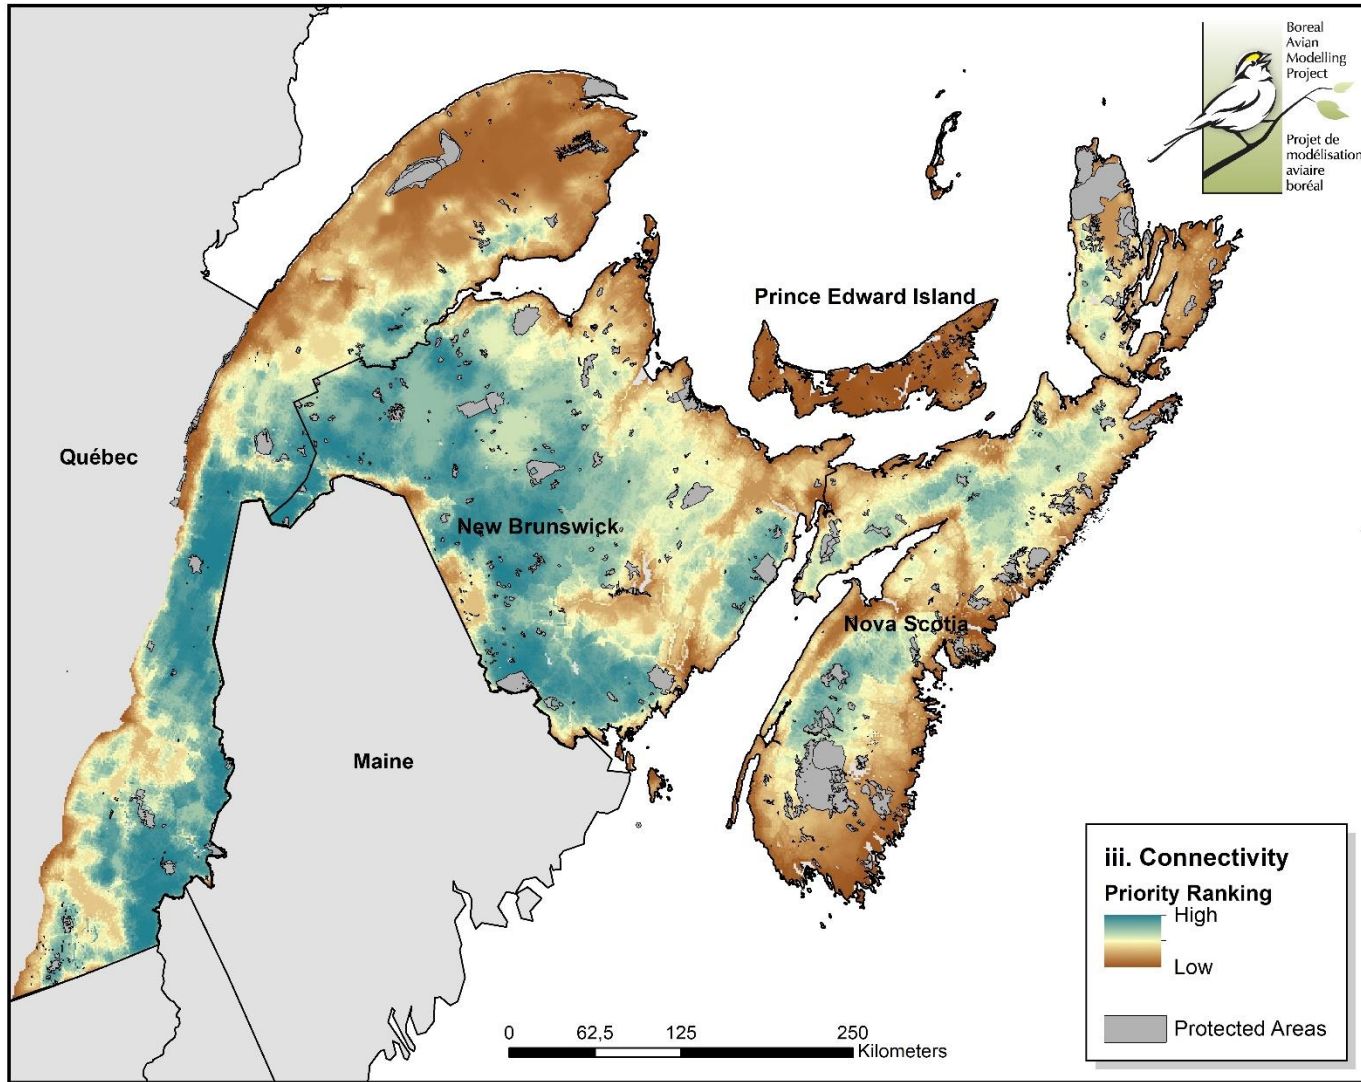 Boreal
Avian
Modelling
Project
Projet de
modélisation
aviaire
boréal
Prince Edward Island
Québec
New Brunswick
Nova Scotia
Maine
iii. Connectivity
Priority Ranking
High
Low
Protected Areas
0 62,5 125 250
Kilometers